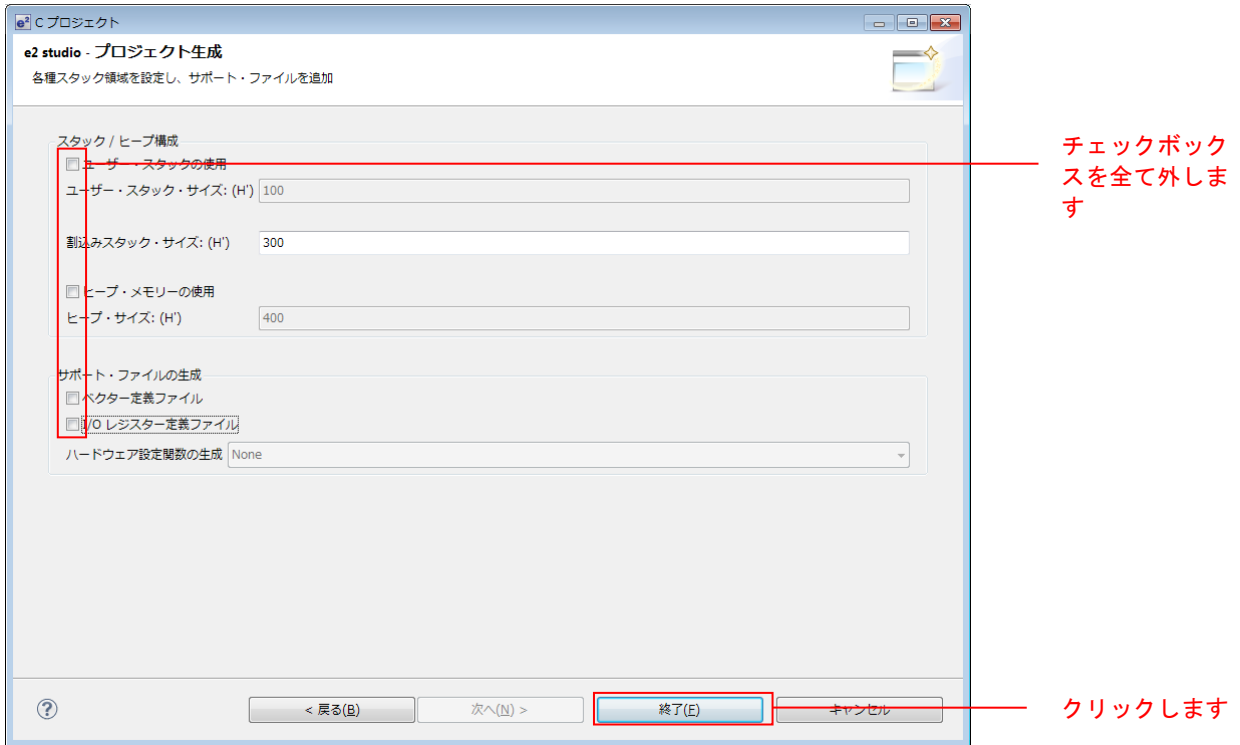 e² C プロジェクト
e2 studio - プロジェクト生成
各種スタック領域を設定し、サポート・ファイルを追加
スタック / ヒープ構成
ユーザー・スタックの使用
ユーザー・スタック・サイズ: (H') 100
割込みスタック・サイズ: (H') 300
ヒープ・メモリーの使用
ヒープ・サイズ: (H') 400
サポート・ファイルの生成
ベクター定義ファイル
I/O レジスター定義ファイル
ハードウェア設定関数の生成 None
? < 戻る(B) 次へ(N) > 終了(F) キャンセル
チェックボック
スを全て外しま
す
クリックします